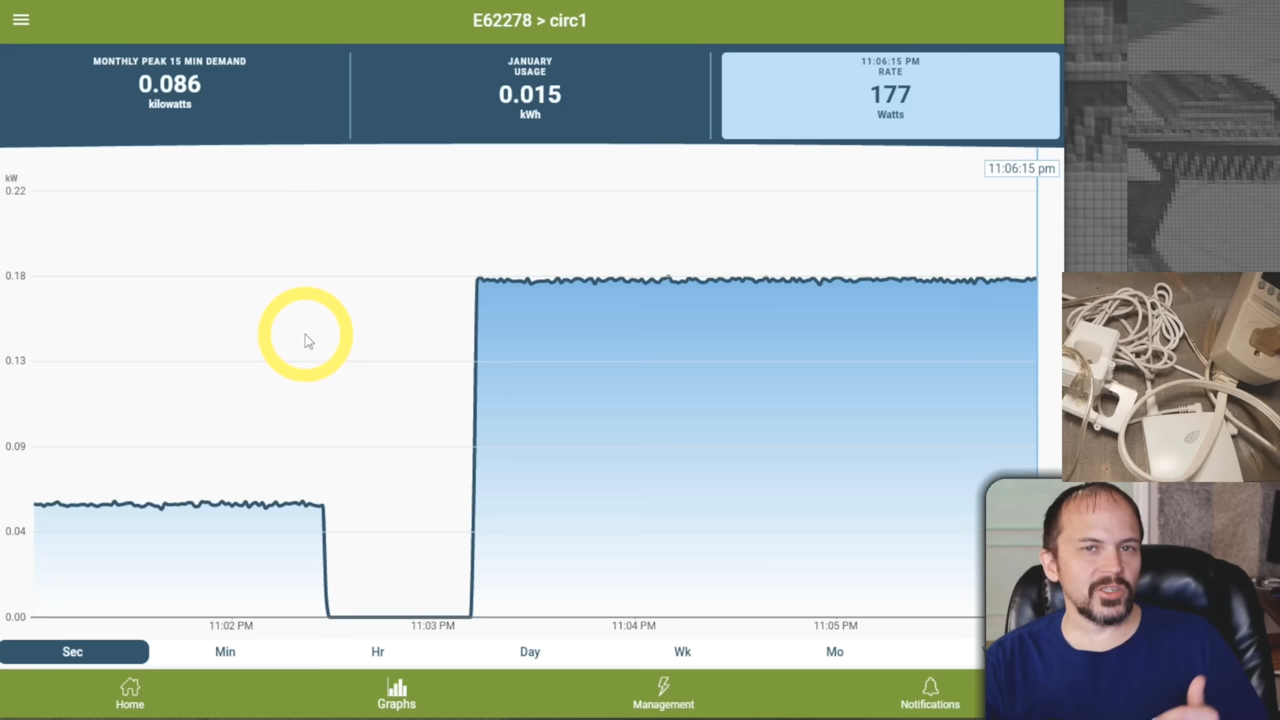 E62278 > circ1
MONTHLY PEAK 15 MIN DEMAND
0.086
kilowatts
JANUARY
USAGE
0.015
kWh
11:06:15 PM
RATE
177
Watts
11:06:15 pm
kW
0.22
0.18
0.13
0.09
0.04
0.00
11:02 PM
11:03 PM
11:04 PM
11:05 PM
Sec
Min
Hr
Day
Wk
Mo
Home
Graphs
Management
Notifications